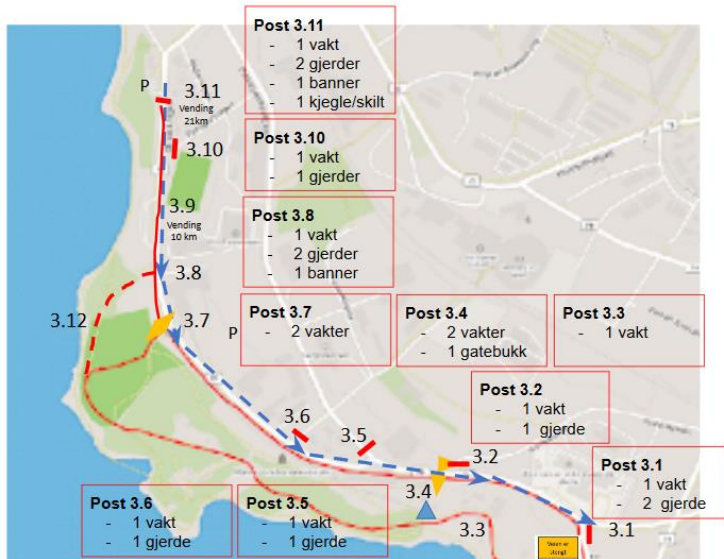 Post 3.11
- 1 vakt
- 2 gjerder
- 1 banner
- 1 kjegle/skilt
P
3.11
Vending
21km
Post 3.10
- 1 vakt
- 1 gjerder
3.10
3.9
Vending
10 km
Post 3.8
- 1 vakt
- 2 gjerder
- 1 banner
3.8
3.12
3.7
P
Post 3.7
- 2 vakter
Post 3.4
- 2 vakter
- 1 gatebukk
Post 3.3
- 1 vakt
Post 3.2
- 1 vakt
- 1 gjerde
3.6
3.5
3.2
Post 3.1
- 1 vakt
- 2 gjerde
3.4
3.3
3.1
Post 3.6
- 1 vakt
- 1 gjerde
Post 3.5
- 1 vakt
- 1 gjerde
Veien er
stengt